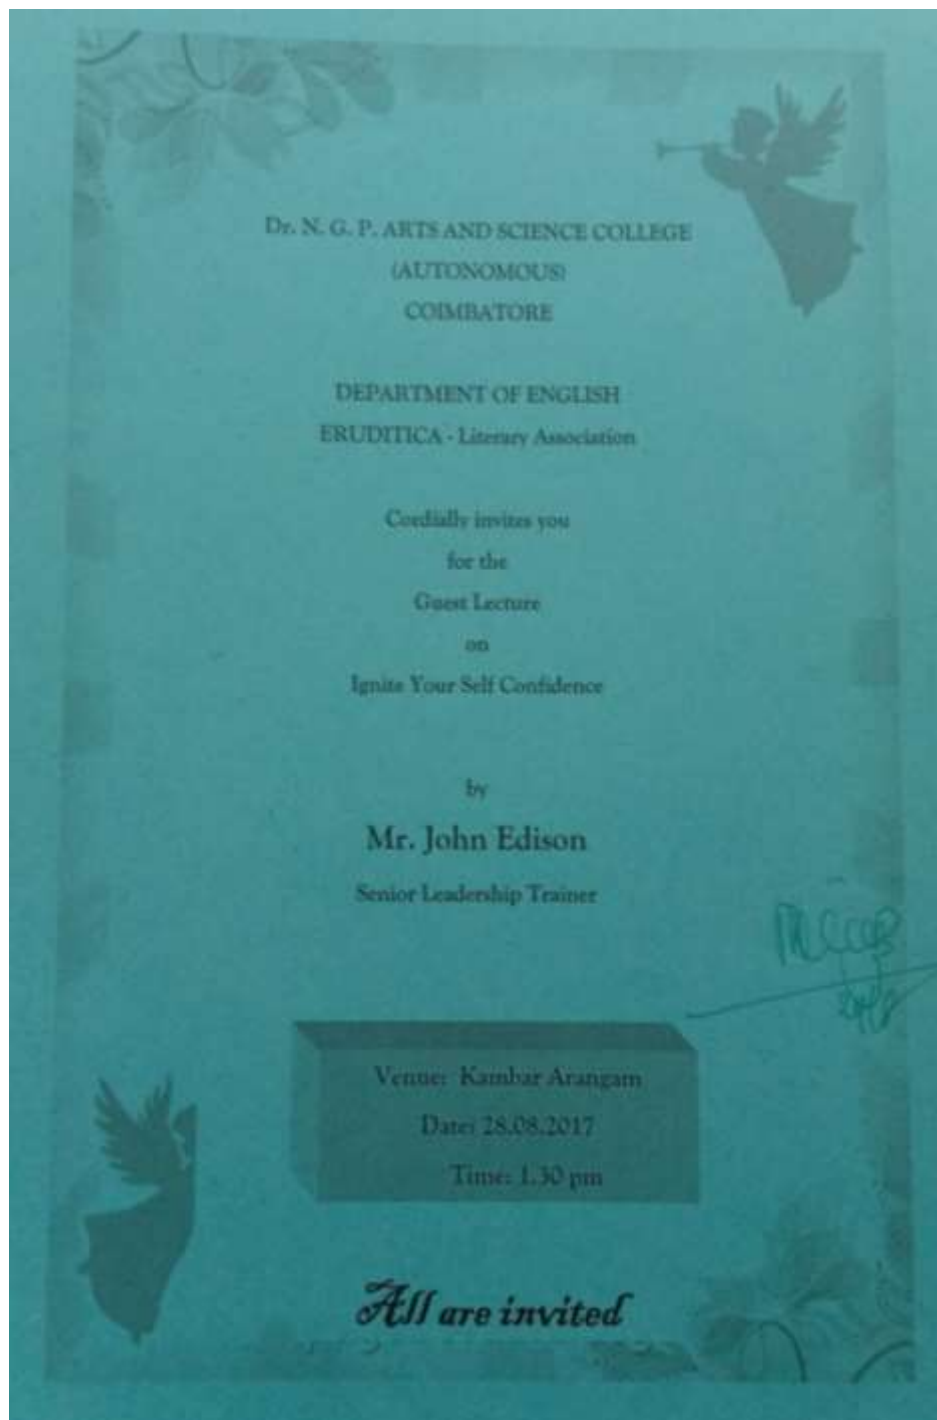 Dr. N. G. P. ARTS AND SCIENCE COLLEGE
(AUTONOMOUS)
COIMBATORE
DEPARTMENT OF ENGLISH
ERUDITICA - Literary Association
Cordially invites you
for the
Guest Lecture
on
Ignite Your Self Confidence
by
Mr. John Edison
Senior Leadership Trainer
Venue: Kambar Arangam
Date: 28.08.2017
Time: 1.30 pm
All are invited